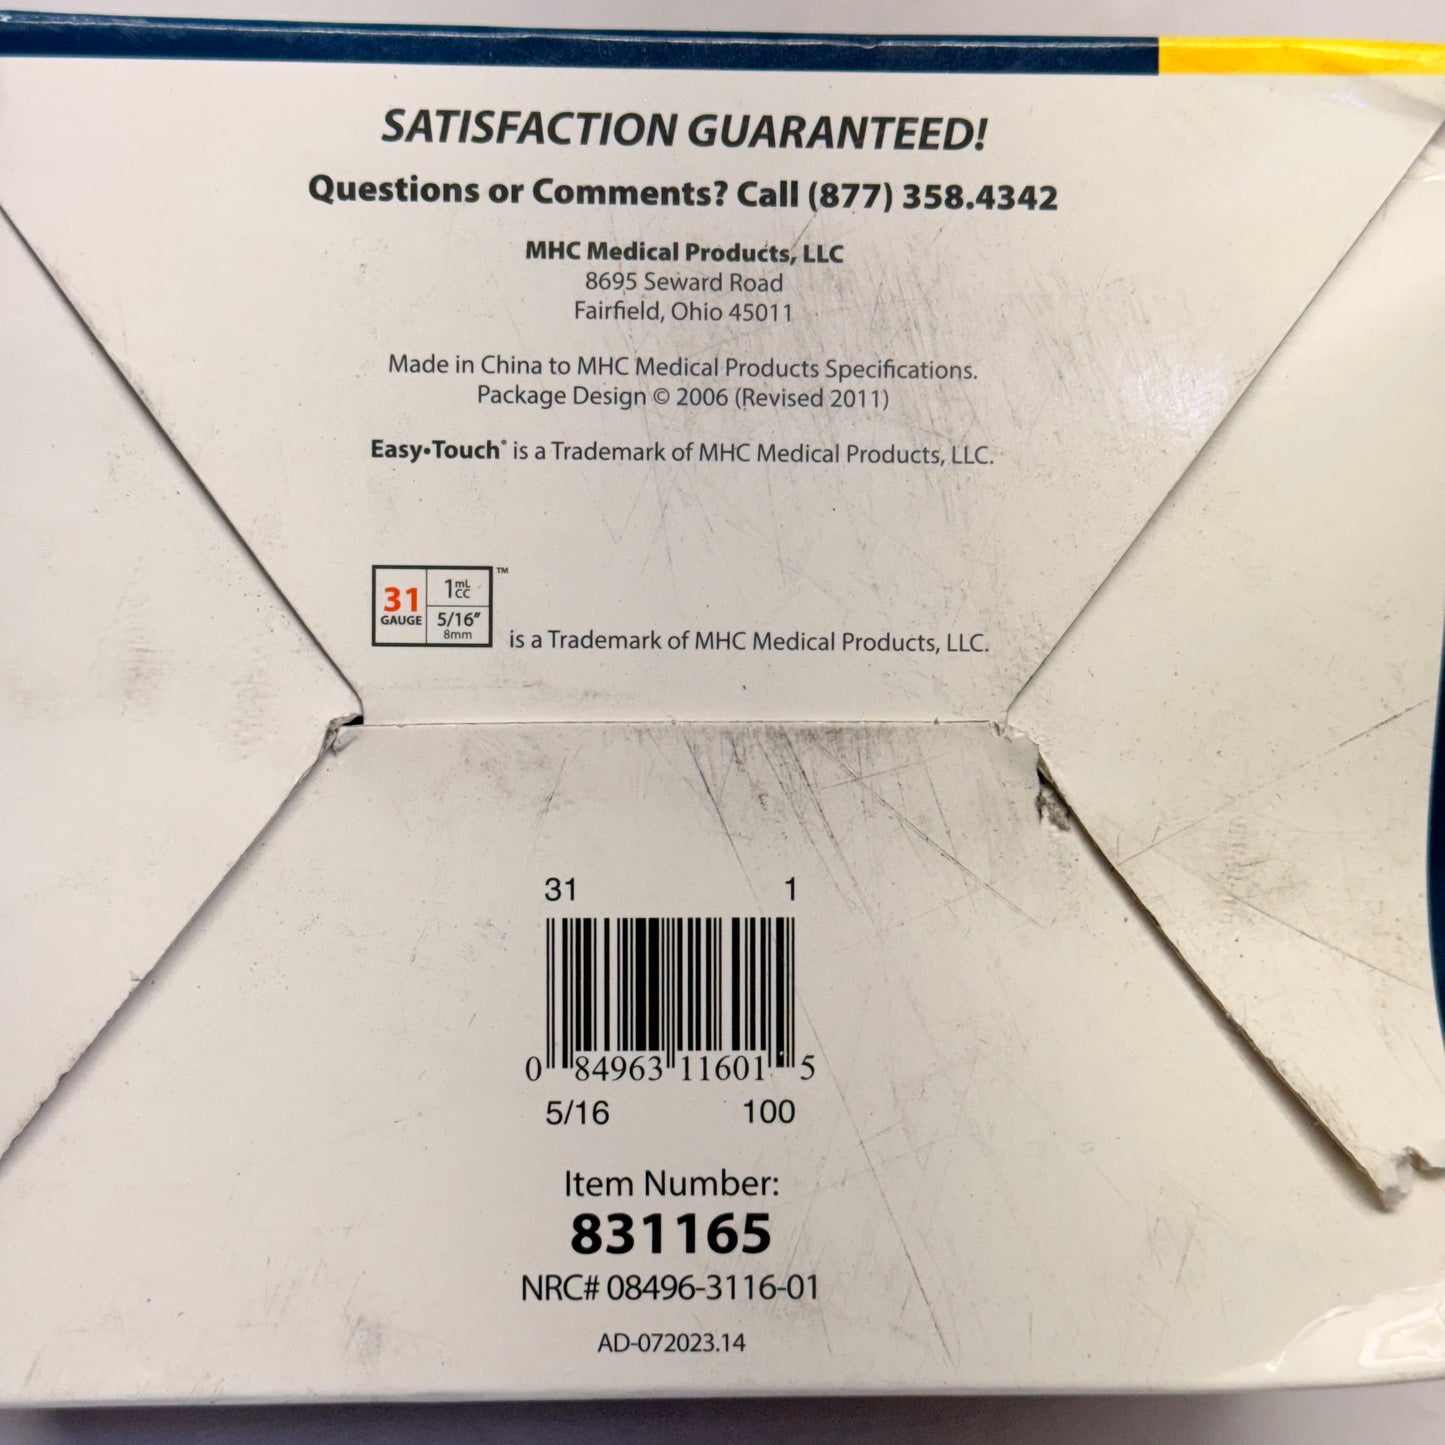 SATISFACTION GUARANTEED!
Questions or Comments? Call (877) 358.4342
MHC Medical Products, LLC
8695 Seward Road
Fairfield, Ohio 45011
Made in China to MHC Medical Products Specifications.
Package Design © 2006 (Revised 2011)
Easy•Touch® is a Trademark of MHC Medical Products, LLC.
31 GAUGE
1 mL cc
5/16"
8mm
™
is a Trademark of MHC Medical Products, LLC.
31 1
0 84963 11601 5
5/16 100
Item Number:
831165
NRC# 08496-3116-01
AD-072023.14